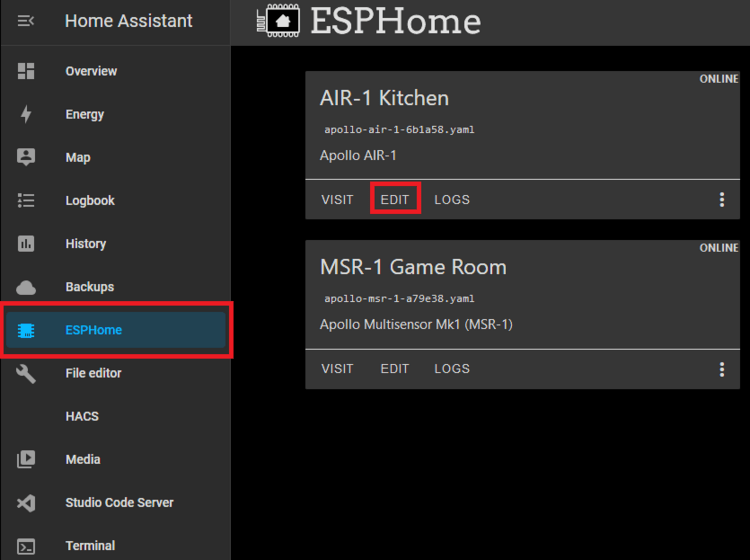 Home Assistant
ESPHome
Overview
Energy
Map
Logbook
History
Backups
ESPHome
File editor
HACS
Media
Studio Code Server
Terminal
ONLINE
AIR-1 Kitchen
apollo-air-1-6b1a58.yaml
Apollo AIR-1
VISIT EDIT LOGS
ONLINE
MSR-1 Game Room
apollo-msr-1-a79e38.yaml
Apollo Multisensor Mk1 (MSR-1)
VISIT EDIT LOGS